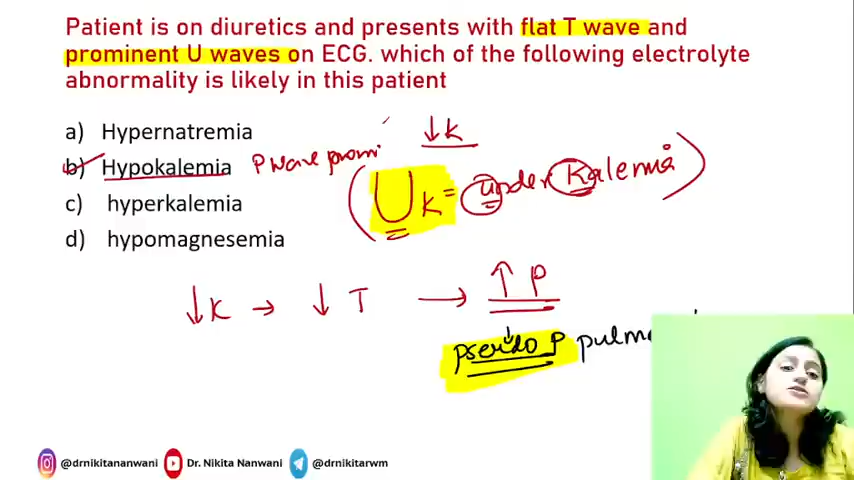 Patient is on diuretics and presents with flat T wave and
prominent U waves on ECG. which of the following electrolyte
abnormality is likely in this patient
a) Hypernatremia
b) Hypokalemia
c) hyperkalemia
d) hypomagnesemia
↓K
P wave promi
(U K = under Kalemia)
↓K → ↓ T → ↑ P
pseudo P pulm
@drnikitananwani Dr. Nikita Nanwani @drnikitarwm